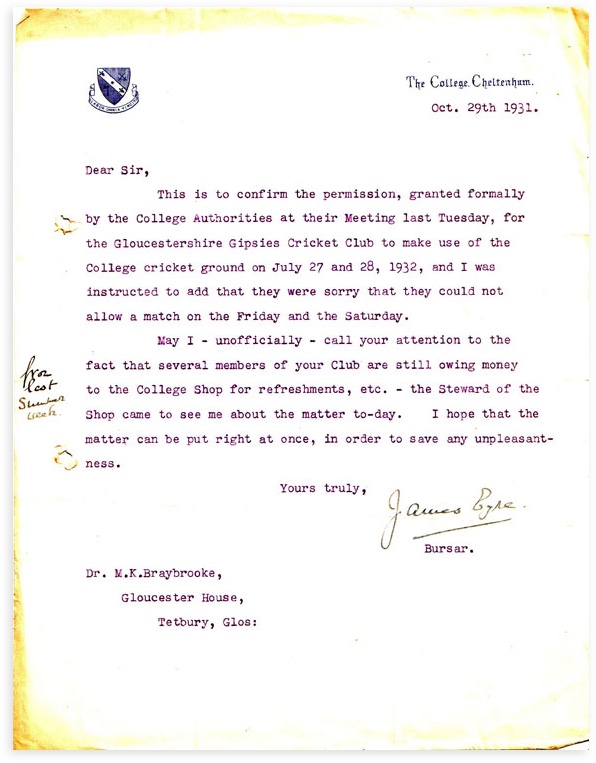 The College, Cheltenham.
Oct. 29th 1931.
Dear Sir,
This is to confirm the permission, granted formally
by the College Authorities at their Meeting last Tuesday, for
the Gloucestershire Gipsies Cricket Club to make use of the
College cricket ground on July 27 and 28, 1932, and I was
instructed to add that they were sorry that they could not
allow a match on the Friday and the Saturday.
May I - unofficially - call your attention to the
fact that several members of your Club are still owing money
to the College Shop for refreshments, etc. - the Steward of the
Shop came to see me about the matter to-day. I hope that the
matter can be put right at once, in order to save any unpleasant-
ness.
from
last
week.
Yours truly,
James Eyre.
Bursar.
Dr. M.K.Braybrooke,
Gloucester House,
Tetbury, Glos: